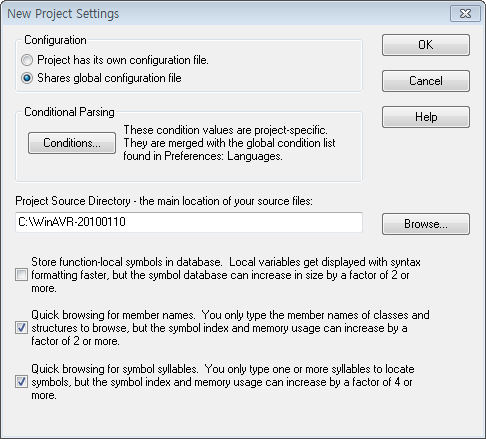 New Project Settings
Configuration
Project has its own configuration file.
Shares global configuration file
OK
Cancel
Help
Conditional Parsing
Conditions...
These condition values are project-specific.
They are merged with the global condition list
found in Preferences: Languages.
Project Source Directory - the main location of your source files:
C:\WinAVR-20100110
Browse...
Store function-local symbols in database.  Local variables get displayed with syntax
formatting faster, but the symbol database can increase in size by a factor of 2 or
more.
Quick browsing for member names.  You only type the member names of classes and
structures to browse, but the symbol index and memory usage can increase by a
factor of 2 or more.
Quick browsing for symbol syllables.  You only type one or more syllables to locate
symbols, but the symbol index and memory usage can increase by a factor of 4 or
more.